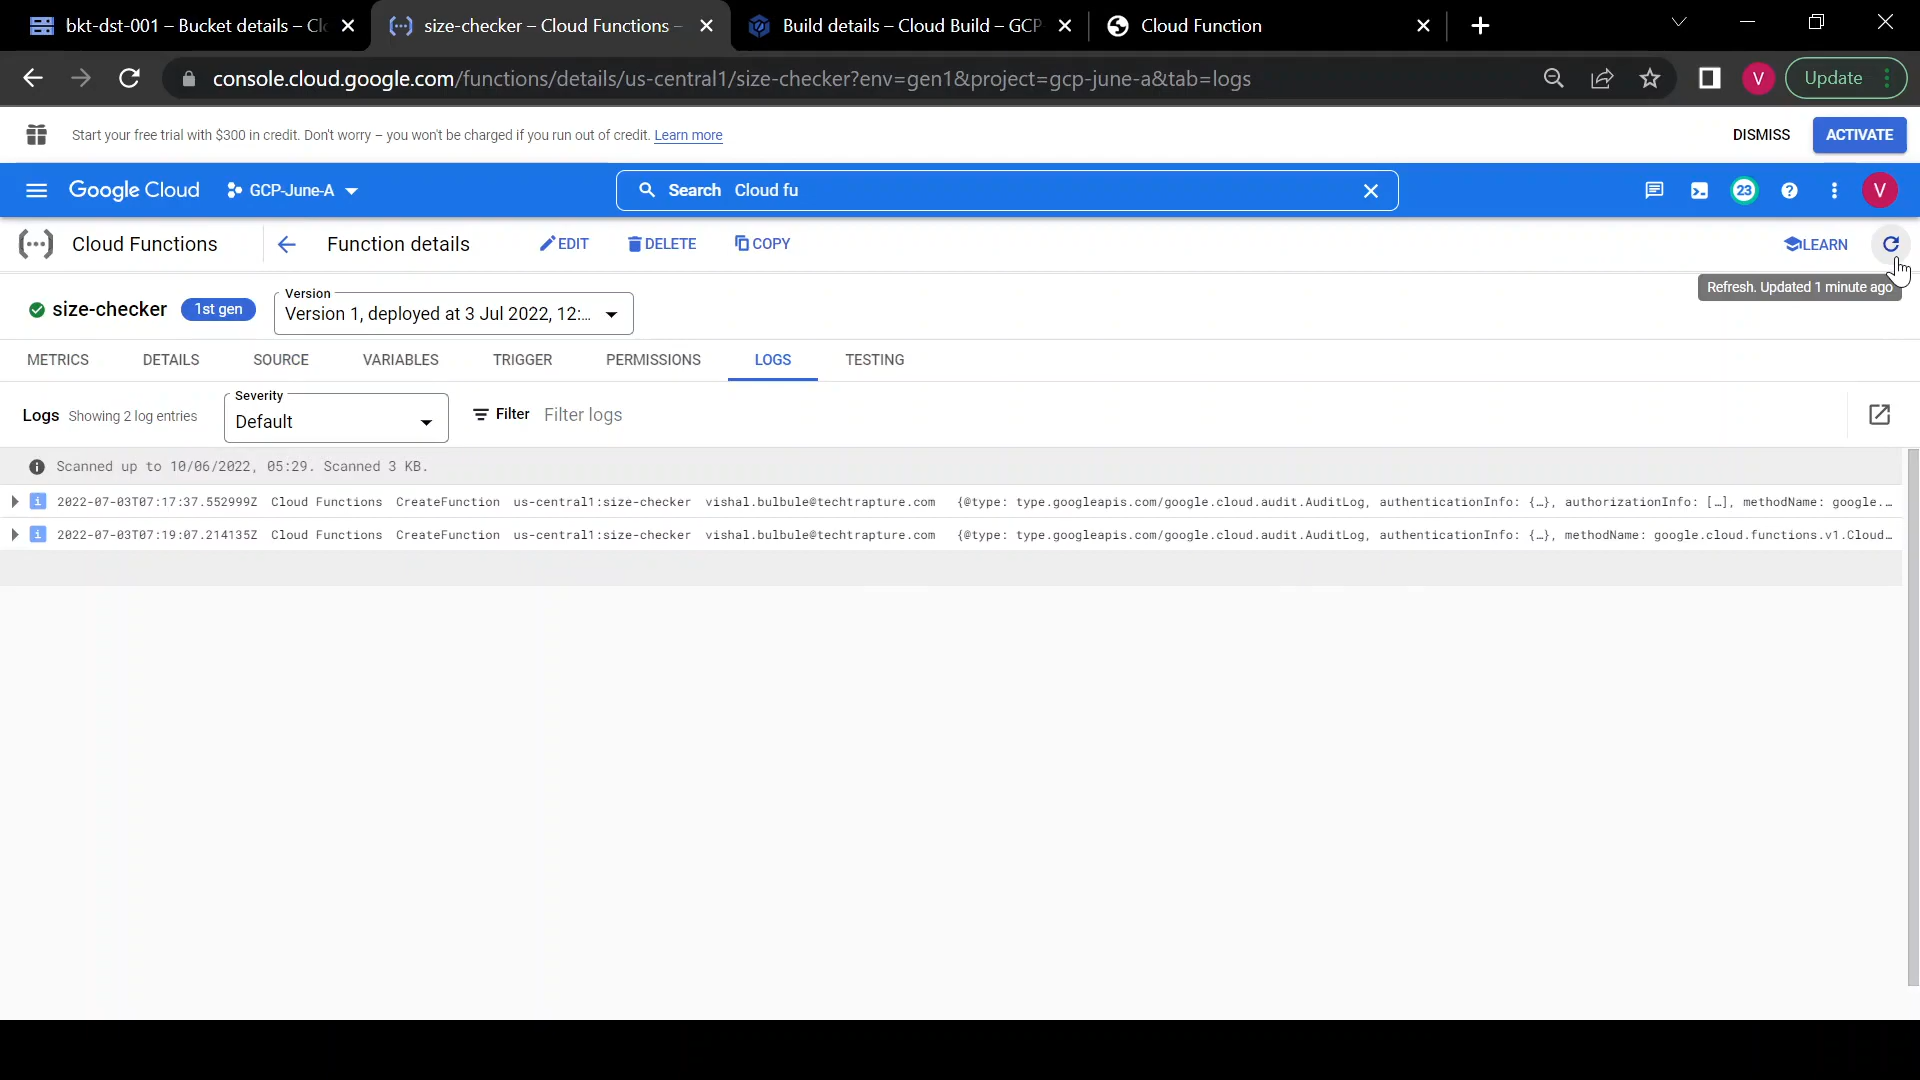 bkt-dst-001 – Bucket details – Cl
size-checker – Cloud Functions –
Build details – Cloud Build – GCP
Cloud Function
console.cloud.google.com/functions/details/us-central1/size-checker?env=gen1&project=gcp-june-a&tab=logs
V
Update
Start your free trial with $300 in credit. Don't worry – you won't be charged if you run out of credit. Learn more
DISMISS
ACTIVATE
Google Cloud
GCP-June-A
Search Cloud fu
23
V
Cloud Functions
Function details
EDIT
DELETE
COPY
LEARN
Refresh. Updated 1 minute ago
size-checker
1st gen
Version
Version 1, deployed at 3 Jul 2022, 12:...
METRICS
DETAILS
SOURCE
VARIABLES
TRIGGER
PERMISSIONS
LOGS
TESTING
Logs Showing 2 log entries
Severity
Default
Filter Filter logs
Scanned up to 10/06/2022, 05:29. Scanned 3 KB.
i 2022-07-03T07:17:37.552999Z Cloud Functions CreateFunction us-central1:size-checker vishal.bulbule@techtrapture.com {@type: type.googleapis.com/google.cloud.audit.AuditLog, authenticationInfo: {…}, authorizationInfo: […], methodName: google.…
i 2022-07-03T07:19:07.214135Z Cloud Functions CreateFunction us-central1:size-checker vishal.bulbule@techtrapture.com {@type: type.googleapis.com/google.cloud.audit.AuditLog, authenticationInfo: {…}, methodName: google.cloud.functions.v1.Cloud…